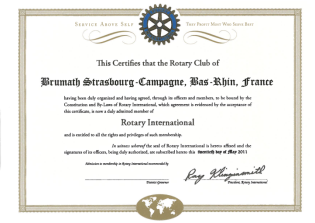 Service Above Self
They Profit Most Who Serve Best
This Certifies that the Rotary Club of
Brumath Strasbourg-Campagne, Bas-Rhin, France
having been duly organized and having agreed, through its officers and members, to be bound by the
Constitution and By-Laws of Rotary International, which agreement is evidenced by the acceptance of
this certificate, is now a duly admitted member of
Rotary International
and is entitled to all the rights and privileges of such membership.
In witness whereof the seal of Rotary International is hereto affixed and the
signatures of its officers, being duly authorized, are subscribed hereto this twentieth day of May 2011
Admission to membership in Rotary International recommended by
Ray Klinginsmith
District Governor
President, Rotary International